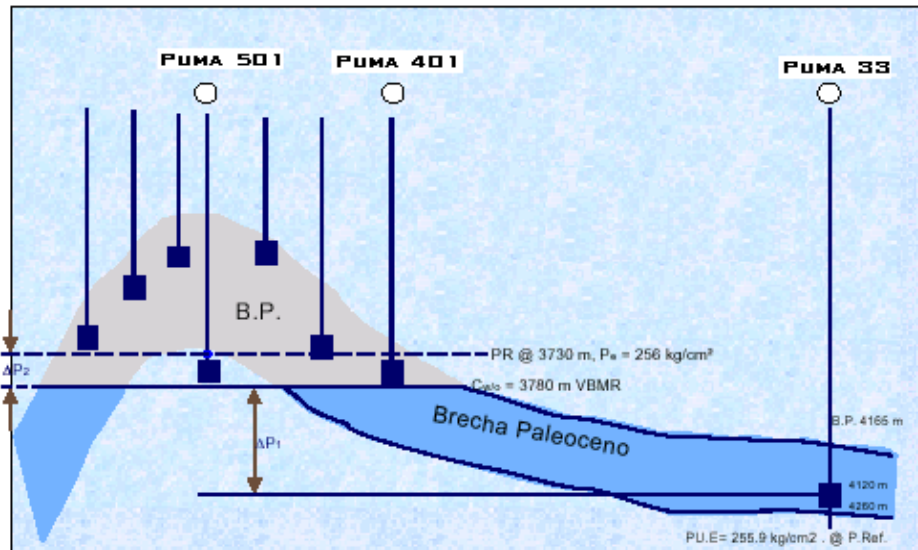 PUMA 501
PUMA 401
PUMA 33
B.P.
PR @ 3730 m, Pe = 256 kg/cm²
ΔP2
Cw/o = 3780 m VBMR
Brecha Paleoceno
B.P. 4165 m
ΔP1
4120 m
4260 m
PU.E= 255.9 kg/cm2 . @ P.Ref.